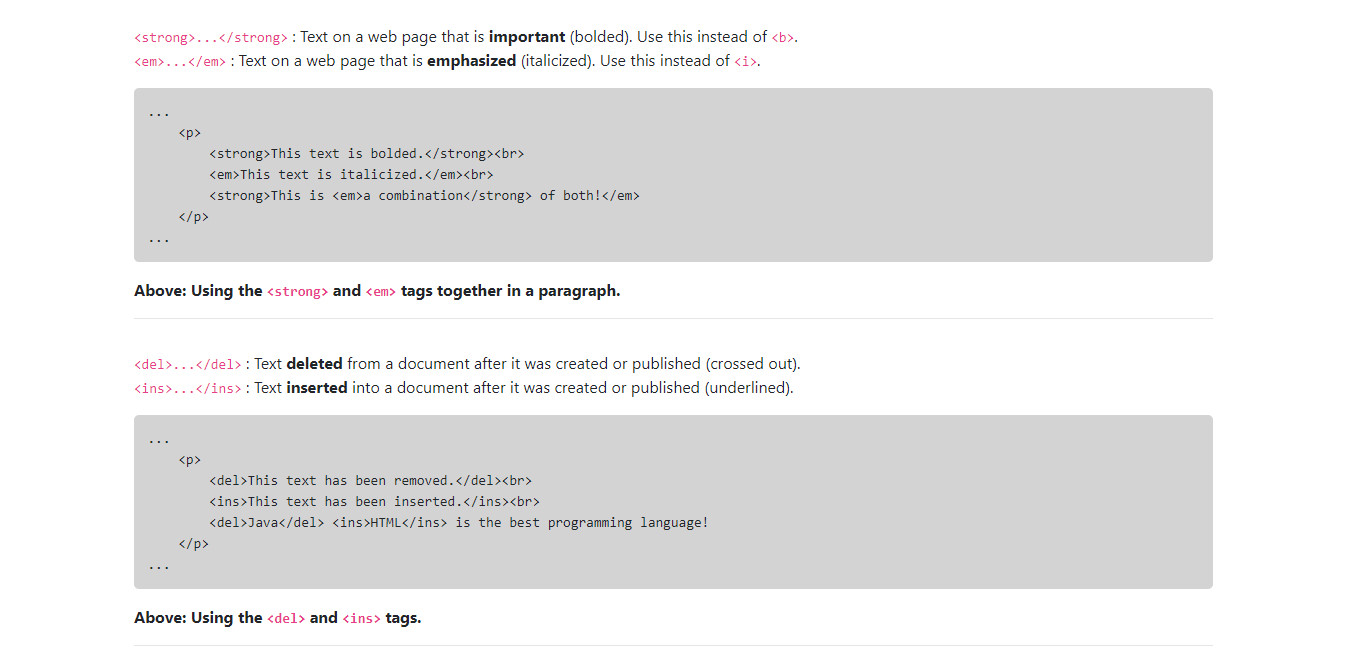 <strong>...</strong> : Text on a web page that is important (bolded). Use this instead of <b>.
<em>...</em> : Text on a web page that is emphasized (italicized). Use this instead of <i>.
...
    <p>
        <strong>This text is bolded.</strong><br>
        <em>This text is italicized.</em><br>
        <strong>This is <em>a combination</strong> of both!</em>
    </p>
...
Above: Using the <strong> and <em> tags together in a paragraph.
<del>...</del> : Text deleted from a document after it was created or published (crossed out).
<ins>...</ins> : Text inserted into a document after it was created or published (underlined).
...
    <p>
        <del>This text has been removed.</del><br>
        <ins>This text has been inserted.</ins><br>
        <del>Java</del> <ins>HTML</ins> is the best programming language!
    </p>
...
Above: Using the <del> and <ins> tags.